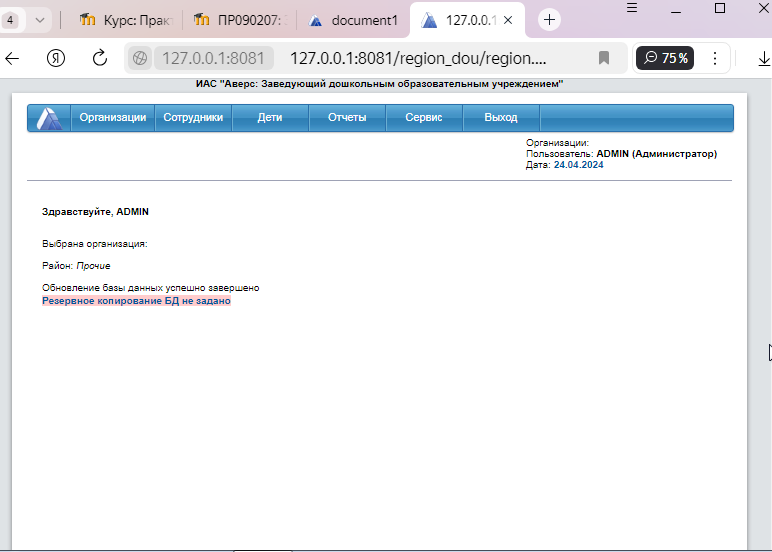 4
Курс: Практ
ПР090207:
document1
127.0.0.1
127.0.0.1:8081
127.0.0.1:8081/region_dou/region....
75%
ИАС "Аверс: Заведующий дошкольным образовательным учреждением"
Организации
Сотрудники
Дети
Отчеты
Сервис
Выход
Организации:
Пользователь: ADMIN (Администратор)
Дата: 24.04.2024
Здравствуйте, ADMIN
Выбрана организация:
Район: Прочие
Обновление базы данных успешно завершено
Резервное копирование БД не задано